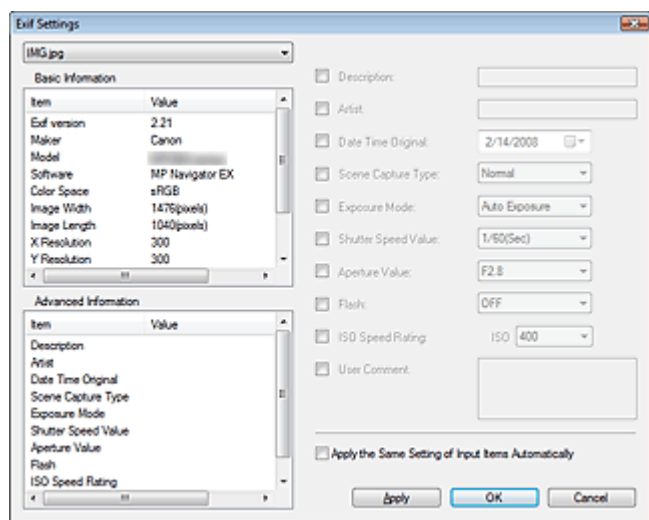 Exif Settings
IMG.jpg
Basic Information
Item Value
Exif version 2.21
Maker Canon
Model
Software MP Navigator EX
Color Space sRGB
Image Width 1476(pixels)
Image Length 1040(pixels)
X Resolution 300
Y Resolution 300
Advanced Information
Item Value
Description
Artist
Date Time Original
Scene Capture Type
Exposure Mode
Shutter Speed Value
Aperture Value
Flash
ISO Speed Rating
Description:
Artist:
Date Time Original: 2/14/2008
Scene Capture Type: Normal
Exposure Mode: Auto Exposure
Shutter Speed Value: 1/60(Sec)
Aperture Value: F2.8
Flash: OFF
ISO Speed Rating: ISO 400
User Comment:
Apply the Same Setting of Input Items Automatically
Apply OK Cancel